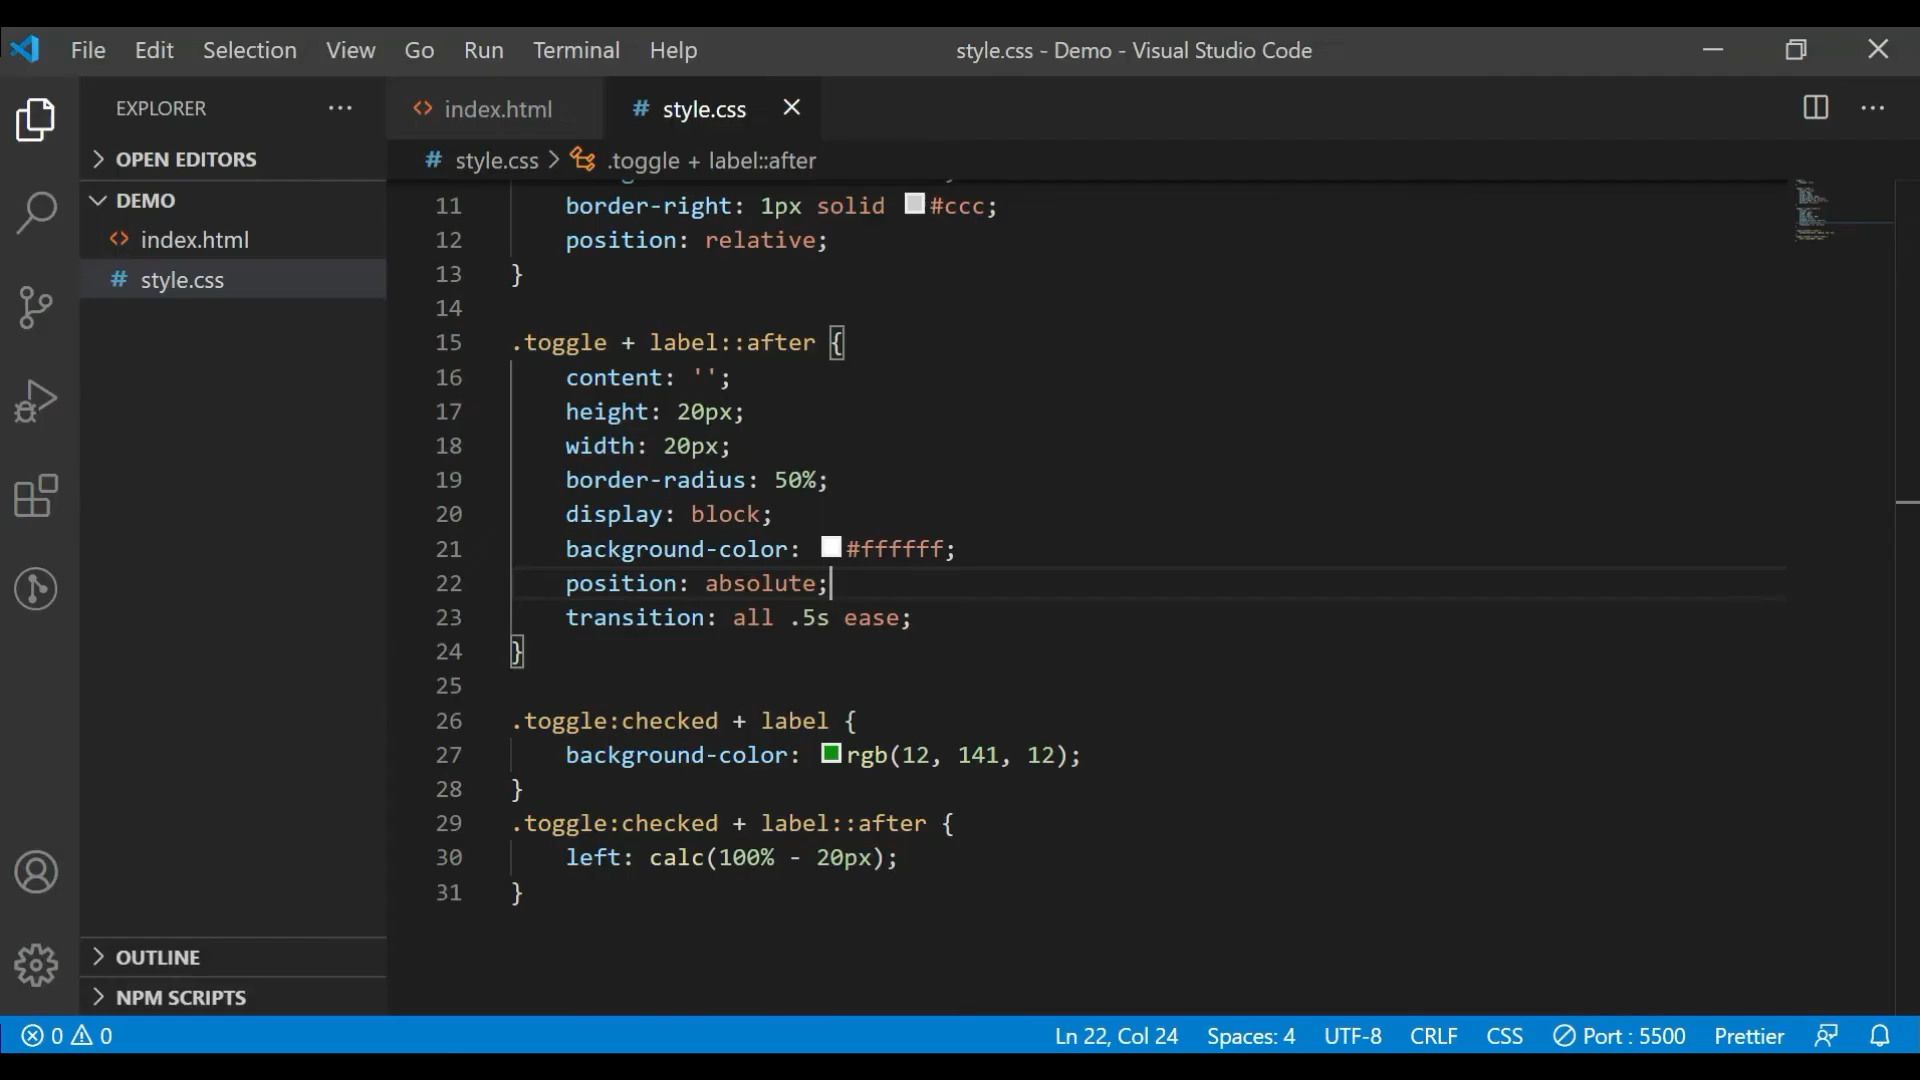 File Edit Selection View Go Run Terminal Help style.css - Demo - Visual Studio Code
EXPLORER
OPEN EDITORS
DEMO
index.html
style.css
OUTLINE
NPM SCRIPTS
index.html style.css
style.css > .toggle + label::after
11 border-right: 1px solid #ccc;
12 position: relative;
13 }
14
15 .toggle + label::after {
16 content: '';
17 height: 20px;
18 width: 20px;
19 border-radius: 50%;
20 display: block;
21 background-color: #ffffff;
22 position: absolute;
23 transition: all .5s ease;
24 }
25
26 .toggle:checked + label {
27 background-color: rgb(12, 141, 12);
28 }
29 .toggle:checked + label::after {
30 left: calc(100% - 20px);
31 }
0 0 Ln 22, Col 24 Spaces: 4 UTF-8 CRLF CSS Port : 5500 Prettier